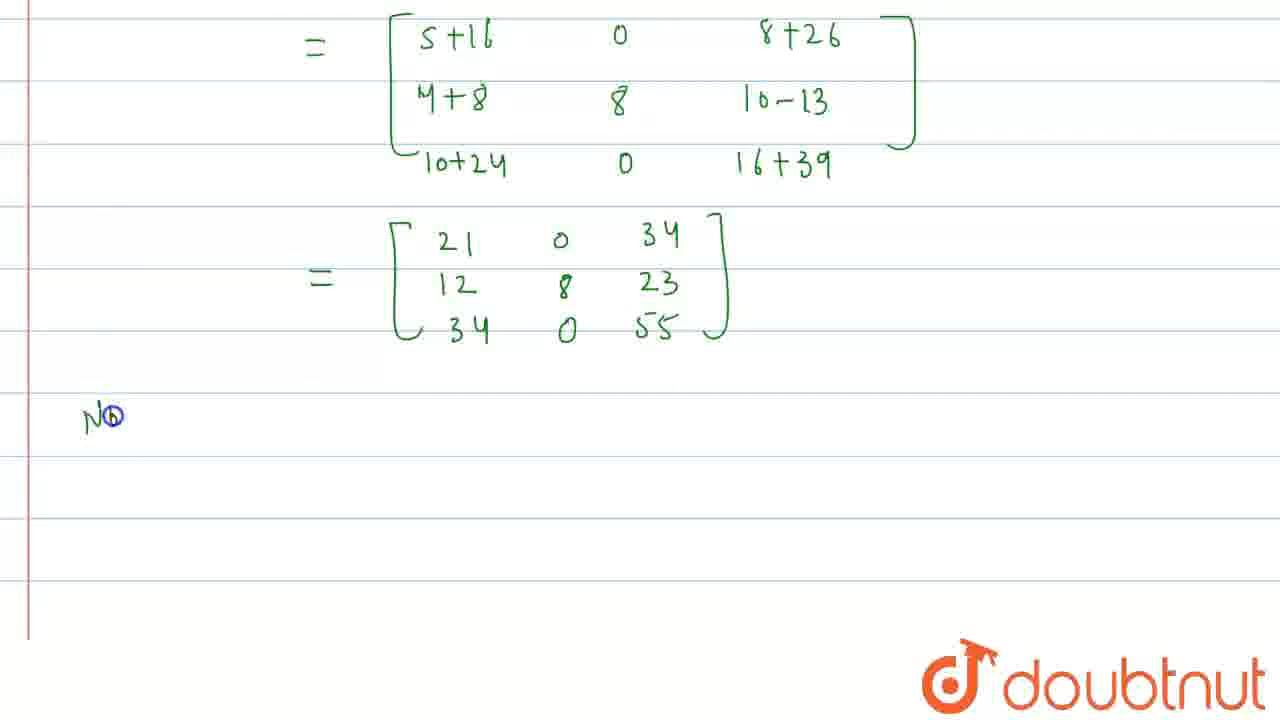 = [ 5+16 0 8+26
4+8 8 10-13 ]
10+24 0 16+39
[ 21 0 34 ]
= 12 8 23
34 0 55
No
doubtnut